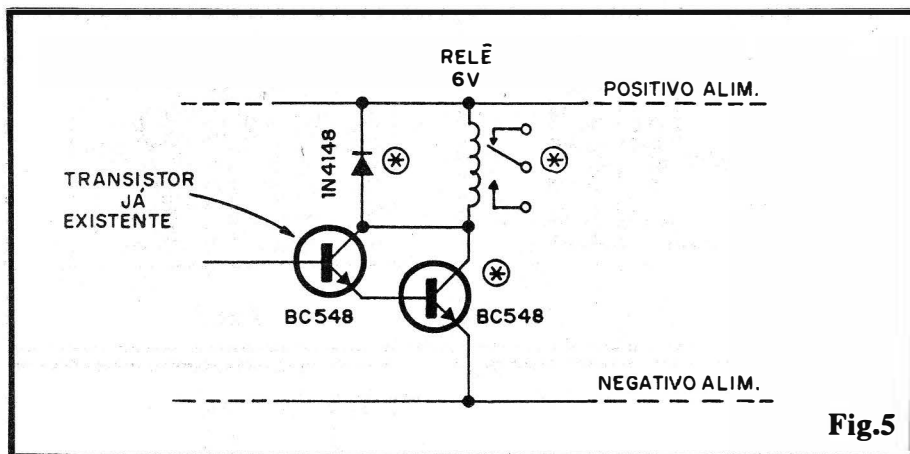 RELÊ
6V
POSITIVO ALIM.
1N4148
TRANSISTOR
JÁ
EXISTENTE
BC548
BC548
NEGATIVO ALIM.
Fig.5